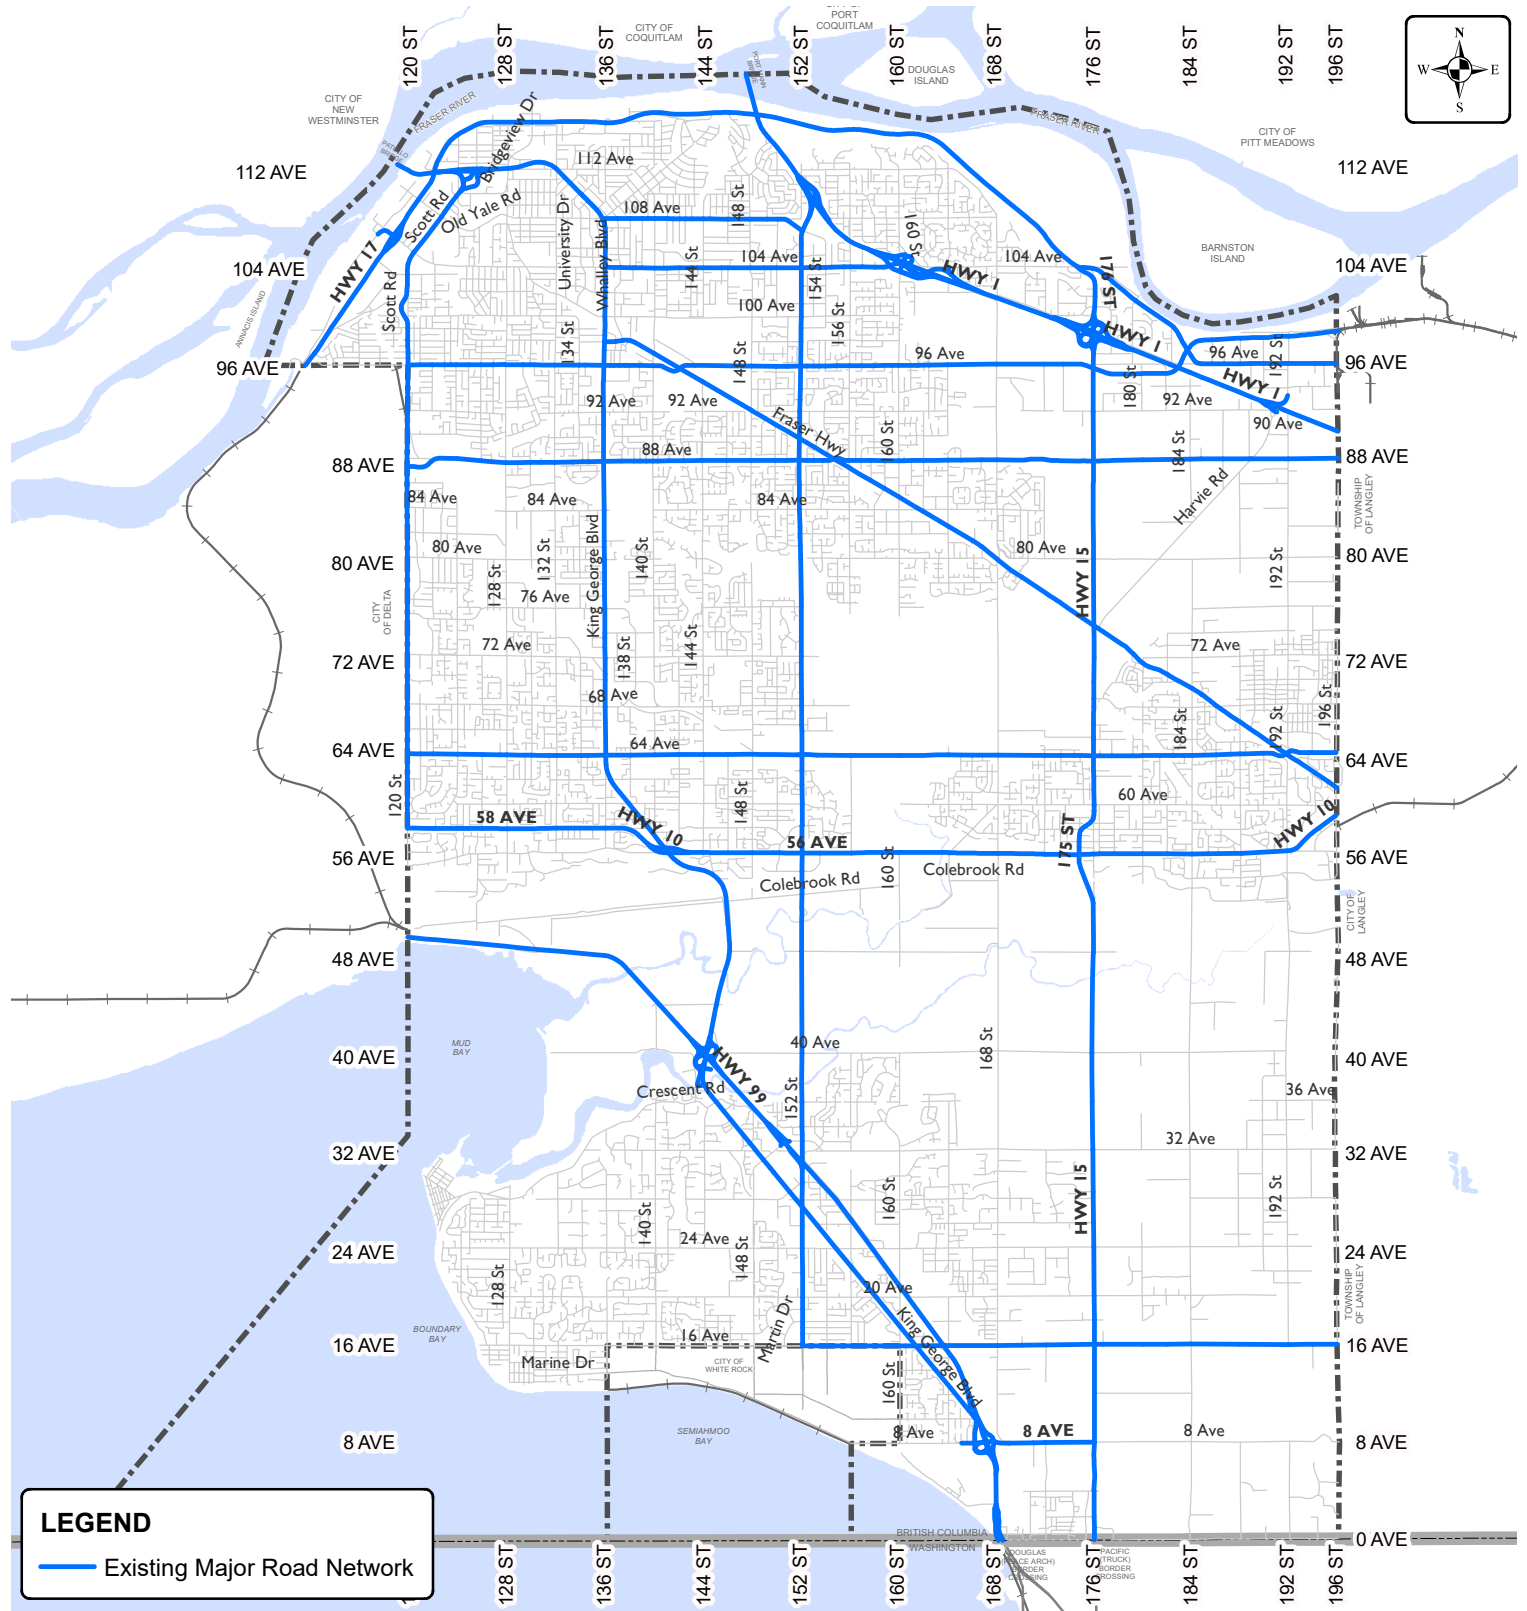 CITY OF
COQUITLAM
PORT
COQUITLAM
120 ST
128 ST
136 ST
144 ST
152 ST
160 ST
168 ST
176 ST
184 ST
192 ST
196 ST
N
W
E
S
DOUGLAS
ISLAND
CITY OF
NEW
WESTMINSTER
FRASER RIVER
FRASER RIVER
CITY OF
PITT MEADOWS
Bridgeview Dr
112 Ave
112 AVE
112 AVE
Scott Rd
Old Yale Rd
University Dr
Whalley Blvd
108 Ave
148 St
160 St
HWY 17
BARNSTON
ISLAND
104 AVE
144 St
104 Ave
154 St
HWY 1
104 Ave
176 ST
104 AVE
ANNACIS ISLAND
Scott Rd
100 Ave
156 St
134 St
HWY 1
96 AVE
148 St
96 Ave
96 Ave
192 St
96 AVE
92 Ave
92 Ave
180 St
92 Ave
HWY 1
90 Ave
Fraser Hwy
160 St
88 AVE
88 Ave
184 St
88 AVE
84 Ave
84 Ave
84 Ave
Harvie Rd
TOWNSHIP
OF LANGLEY
80 AVE
80 Ave
132 St
140 St
80 Ave
80 AVE
128 St
76 Ave
King George Blvd
HWY 15
192 St
CITY
OF DELTA
72 AVE
72 Ave
138 St
144 St
72 Ave
72 AVE
68 Ave
196 St
64 AVE
64 Ave
184 St
192 St
64 AVE
120 St
148 St
60 Ave
58 AVE
HWY 10
56 AVE
175 ST
HWY 10
56 AVE
160 St
56 AVE
Colebrook Rd
Colebrook Rd
CITY OF
LANGLEY
48 AVE
48 AVE
MUD
BAY
40 AVE
40 Ave
168 St
40 AVE
Crescent Rd
HWY 99
152 St
36 Ave
32 AVE
32 Ave
32 AVE
140 St
160 St
HWY 15
192 St
24 AVE
24 Ave
148 St
24 AVE
128 St
20 Ave
TOWNSHIP
OF LANGLEY
BOUNDARY
BAY
16 AVE
16 Ave
Martin Dr
King George Blvd
16 AVE
Marine Dr
CITY OF
WHITE ROCK
160 St
8 AVE
SEMIAHMOO
BAY
8 Ave
8 AVE
8 Ave
8 AVE
LEGEND
Existing Major Road Network
BRITISH COLUMBIA
WASHINGTON
0 AVE
128 ST
136 ST
144 ST
152 ST
160 ST
168 ST
176 ST
184 ST
192 ST
196 ST
DOUGLAS
BORDER
PACIFIC
(TRUCK)
BORDER
CROSSING